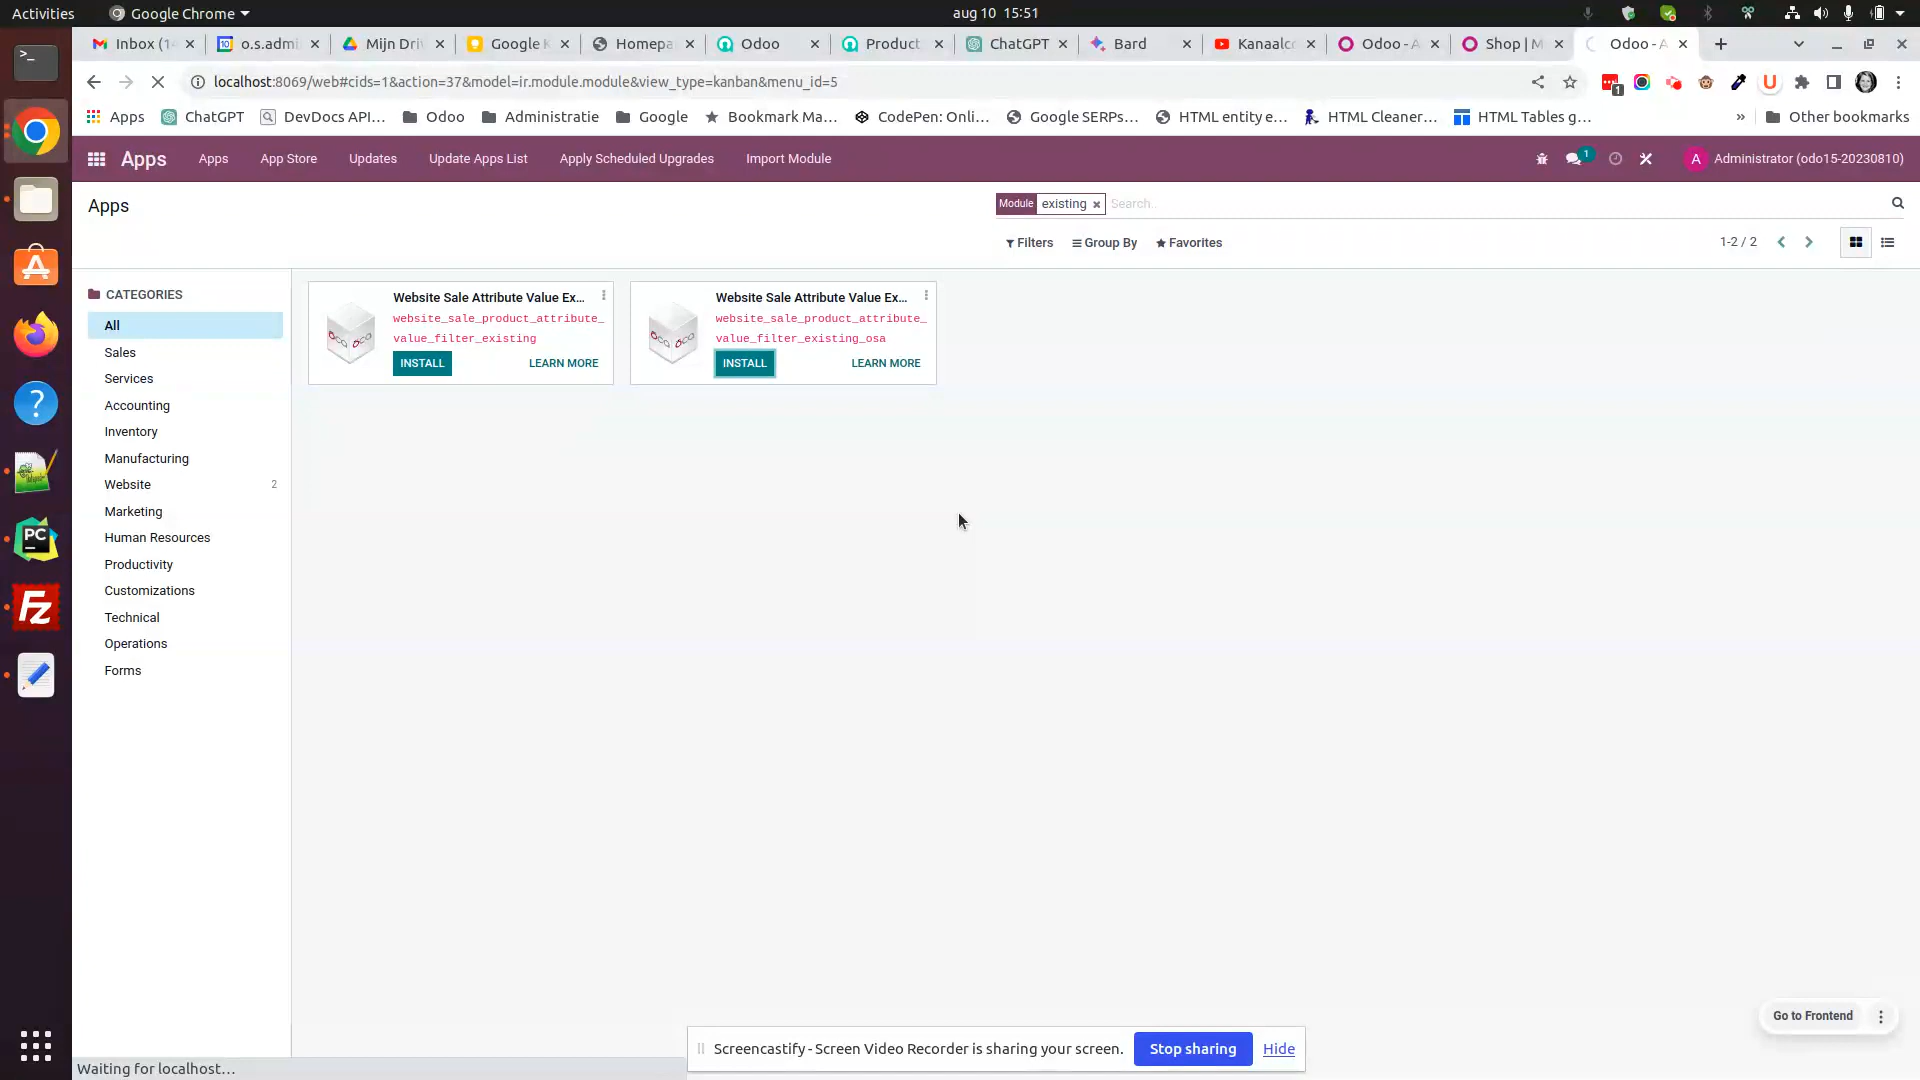 Activities
Google Chrome
aug 10 15:51
Inbox (1
o.s.admi
Mijn Dri
Google K
Homepa
Odoo
Product
ChatGPT
Bard
Kanaalco
Odoo - A
Shop | M
Odoo - A
localhost:8069/web#cids=1&action=37&model=ir.module.module&view_type=kanban&menu_id=5
1
Apps
ChatGPT
DevDocs API...
Odoo
Administratie
Google
Bookmark Ma...
CodePen: Onli...
Google SERPs...
HTML entity e...
HTML Cleaner...
HTML Tables g...
»
Other bookmarks
Apps
Apps
App Store
Updates
Update Apps List
Apply Scheduled Upgrades
Import Module
1
A
Administrator (odo15-20230810)
Apps
Module
existing
Search...
Filters
Group By
Favorites
1-2 / 2
CATEGORIES
All
Sales
Services
Accounting
Inventory
Manufacturing
Website 2
Marketing
Human Resources
Productivity
Customizations
Technical
Operations
Forms
Website Sale Attribute Value Ex...
website_sale_product_attribute_
value_filter_existing
INSTALL
LEARN MORE
Website Sale Attribute Value Ex...
website_sale_product_attribute_
value_filter_existing_osa
INSTALL
LEARN MORE
Go to Frontend
Screencastify - Screen Video Recorder is sharing your screen.
Stop sharing
Hide
Waiting for localhost...